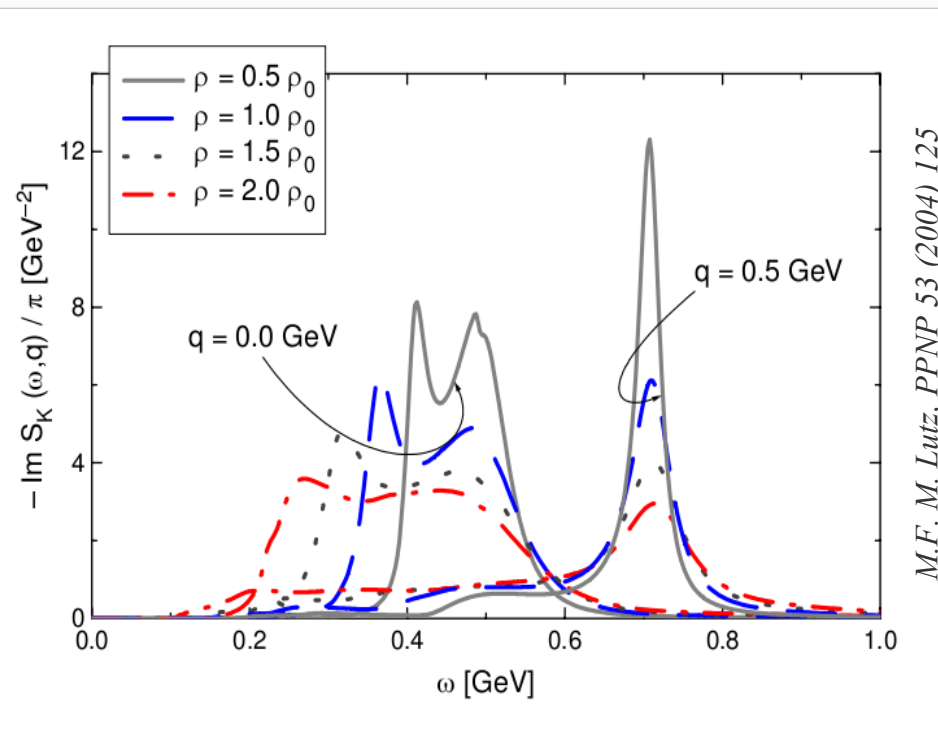 ρ = 0.5 ρ₀
ρ = 1.0 ρ₀
ρ = 1.5 ρ₀
ρ = 2.0 ρ₀
12
8
4
0
− Im S_K (ω,q) / π [GeV⁻²]
q = 0.0 GeV
q = 0.5 GeV
0.0 0.2 0.4 0.6 0.8 1.0
ω [GeV]
M.F. M. Lutz, PPNP 53 (2004) 125